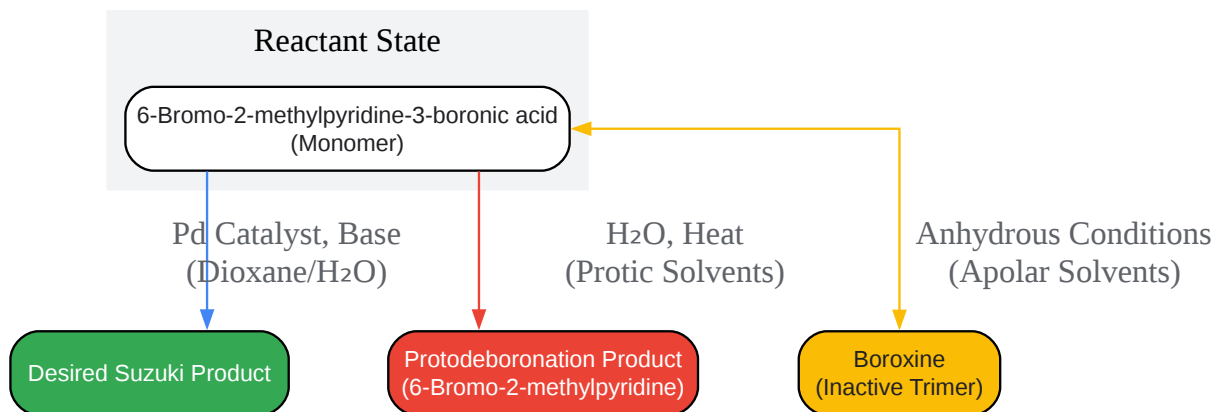 Reactant State
6-Bromo-2-methylpyridine-3-boronic acid
(Monomer)
Pd Catalyst, Base
(Dioxane/H₂O)
H₂O, Heat
(Protic Solvents)
Anhydrous Conditions
(Apolar Solvents)
Desired Suzuki Product
Protodeboronation Product
(6-Bromo-2-methylpyridine)
Boroxine
(Inactive Trimer)